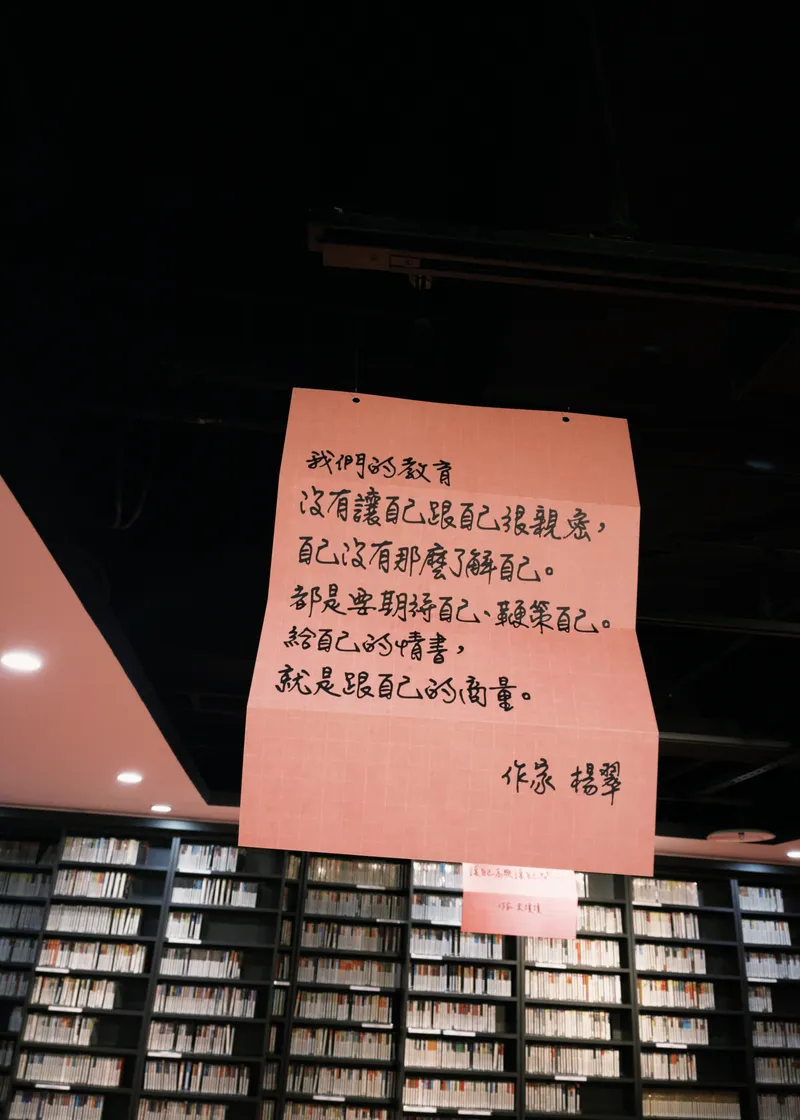 我們的教育
沒有讓自己跟自己很親密，
自己沒有那麼了解自己。
都是要期待自己、鞭策自己。
給自己的情書，
就是跟自己的商量。
作家 楊翠